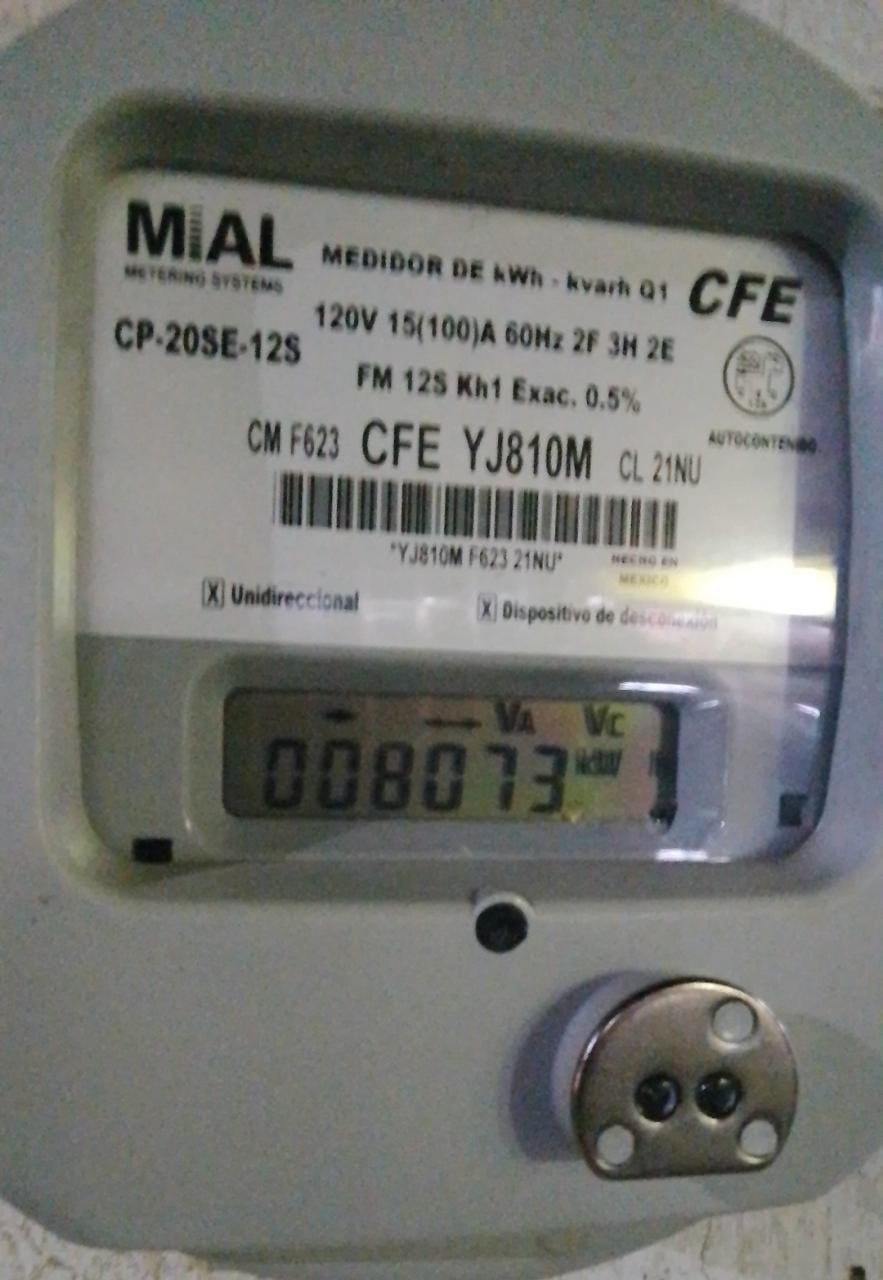 MIAL
METERING SYSTEMS
MEDIDOR DE kWh - kvarh Q1
CFE
CP-20SE-12S
120V 15(100)A 60Hz 2F 3H 2E
FM 12S Kh1 Exac. 0.5%
AUTOCONTENIDO
CM F623 CFE YJ810M CL 21NU
*YJ810M F623 21NU*
HECHO EN
MEXICO
[X] Unidireccional
[X] Dispositivo de desconexión
VA VC
008073